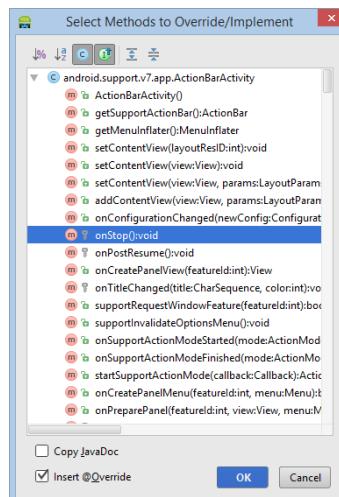 Select Methods to Override/Implement
android.support.v7.app.ActionBarActivity
ActionBarActivity()
getSupportActionBar():ActionBar
getMenuInflater():MenuInflater
setContentView(layoutResID:int):void
setContentView(view:View):void
setContentView(view:View, params:LayoutParam
addContentView(view:View, params:LayoutParam
onConfigurationChanged(newConfig:Configurat
onStop():void
onPostResume():void
onCreatePanelView(featureId:int):View
onTitleChanged(title:CharSequence, color:int):vo
supportRequestWindowFeature(featureId:int):boo
supportInvalidateOptionsMenu():void
onSupportActionModeStarted(mode:ActionMod
onSupportActionModeFinished(mode:ActionMo
startSupportActionMode(callback:Callback):Actic
onCreatePanelMenu(featureId:int, menu:Menu):b
onPreparePanel(featureId:int, view:View, menu:M
Copy JavaDoc
Insert @Override
OK Cancel